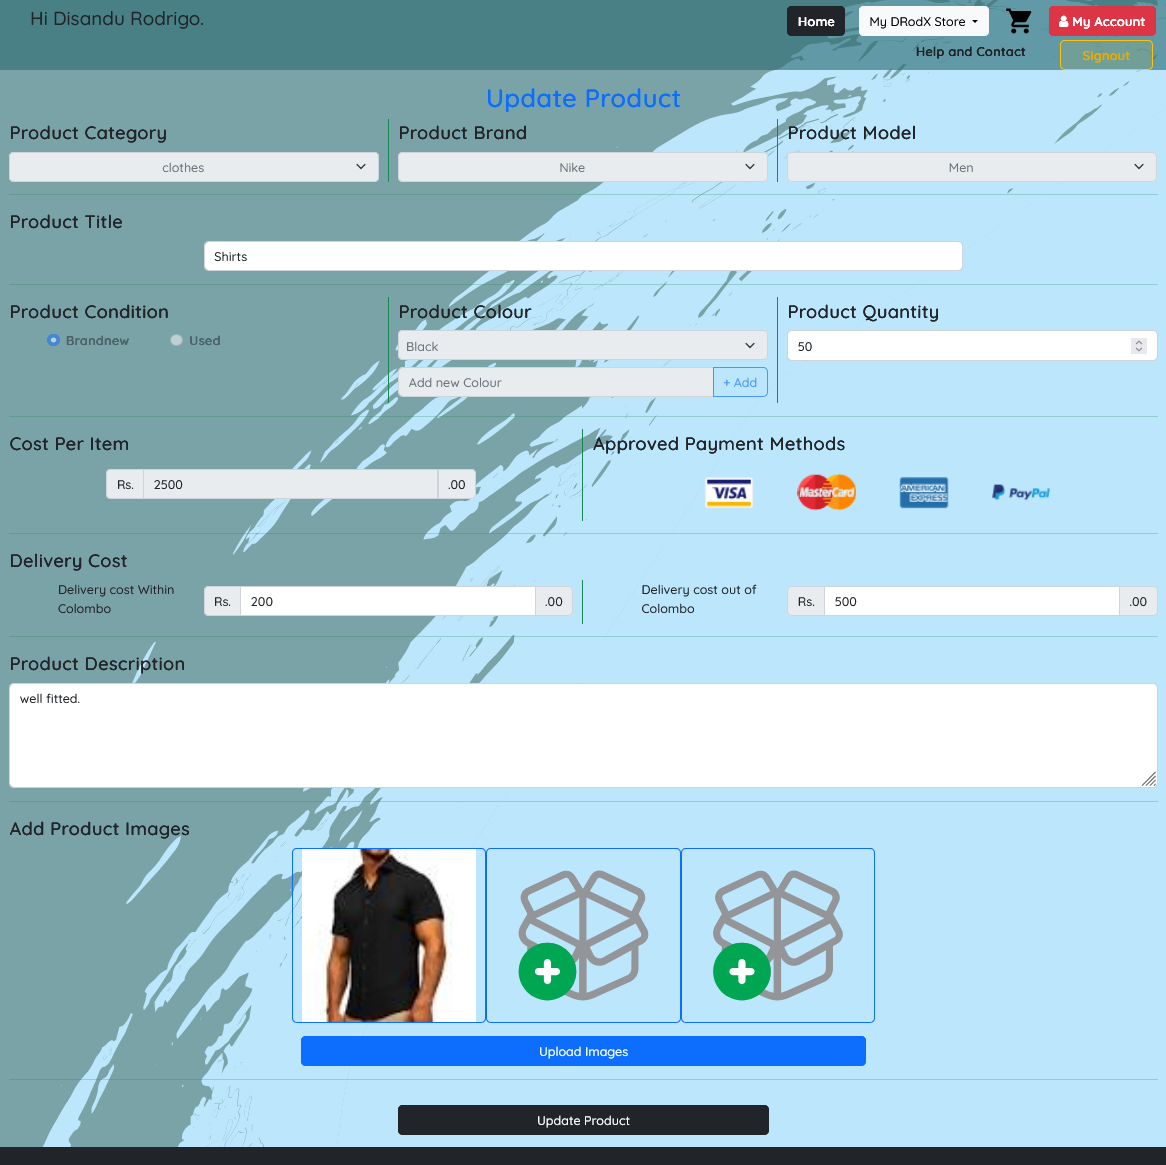 Hi Disandu Rodrigo.
Home
My DRodX Store
My Account
Help and Contact
Signout
Update Product
Product Category
Product Brand
Product Model
clothes
Nike
Men
Product Title
Shirts
Product Condition
Product Colour
Product Quantity
Brandnew
Used
Black
50
Add new Colour
+ Add
Cost Per Item
Approved Payment Methods
Rs.
2500
.00
VISA
MasterCard
AMERICAN
EXPRESS
PayPal
Delivery Cost
Delivery cost Within
Colombo
Rs.
200
.00
Delivery cost out of
Colombo
Rs.
500
.00
Product Description
well fitted.
Add Product Images
Upload Images
Update Product